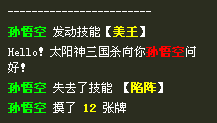 ------------------------
孙悟空 发动技能【美王】
Hello! 太阳神三国杀向你孙悟空问
好!
孙悟空 失去了技能 【陷阵】
孙悟空 摸了 12 张牌